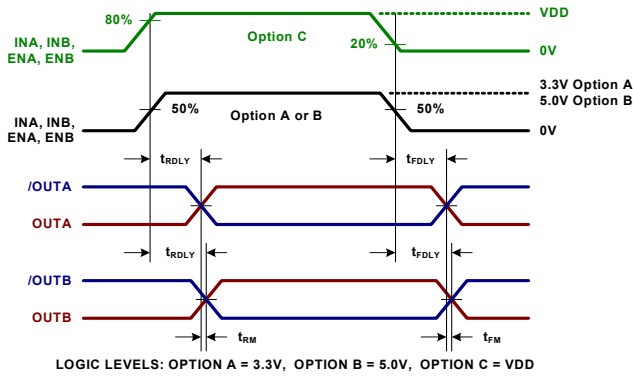 80%
Option C
VDD
INA, INB,
ENA, ENB
20%
0V
3.3V Option A
5.0V Option B
INA, INB,
ENA, ENB
50%
Option A or B
50%
0V
tRDLY
tFDLY
/OUTA
OUTA
tRDLY
tFDLY
/OUTB
OUTB
tRM
tFM
LOGIC LEVELS: OPTION A = 3.3V, OPTION B = 5.0V, OPTION C = VDD